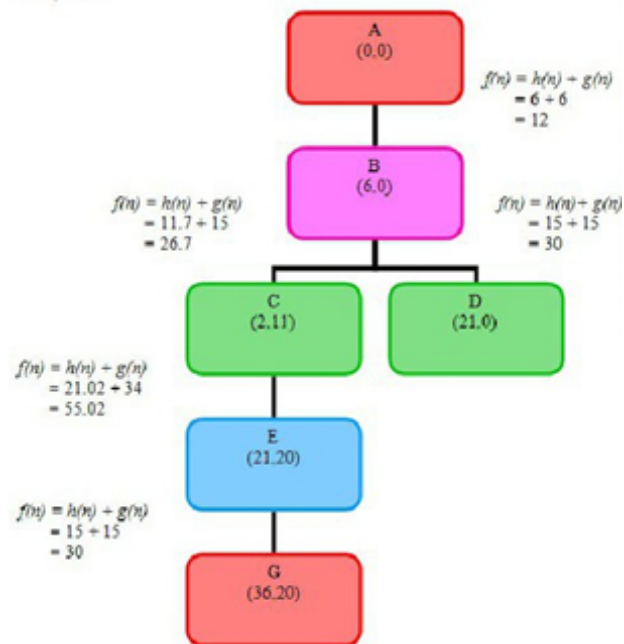 A
(0,0)
f(n) = h(n) + g(n)
= 6 + 6
= 12
B
(6,0)
f(n) = h(n) + g(n)
= 11.7 + 15
= 26.7
f(n) = h(n) + g(n)
= 15 + 15
= 30
C
(2,11)
D
(21,0)
f(n) = h(n) + g(n)
= 21.02 + 34
= 55.02
E
(21,20)
f(n) = h(n) + g(n)
= 15 + 15
= 30
G
(36,20)